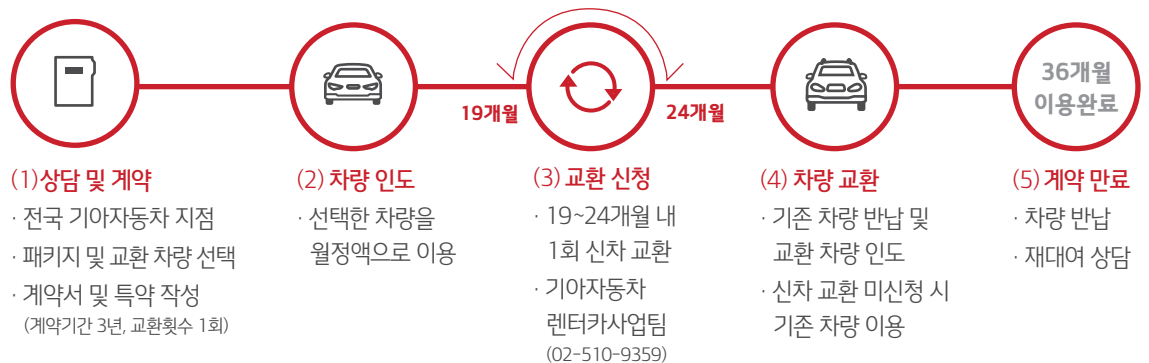 19개월
24개월
36개월
이용완료
(1)상담 및 계약
· 전국 기아자동차 지점
· 패키지 및 교환 차량 선택
· 계약서 및 특약 작성
(계약기간 3년, 교환횟수 1회)
(2) 차량 인도
· 선택한 차량을
월정액으로 이용
(3) 교환 신청
· 19~24개월 내
1회 신차 교환
· 기아자동차
렌터카사업팀
(02-510-9359)
(4) 차량 교환
· 기존 차량 반납 및
교환 차량 인도
· 신차 교환 미신청 시
기존 차량 이용
(5) 계약 만료
· 차량 반납
· 재대여 상담